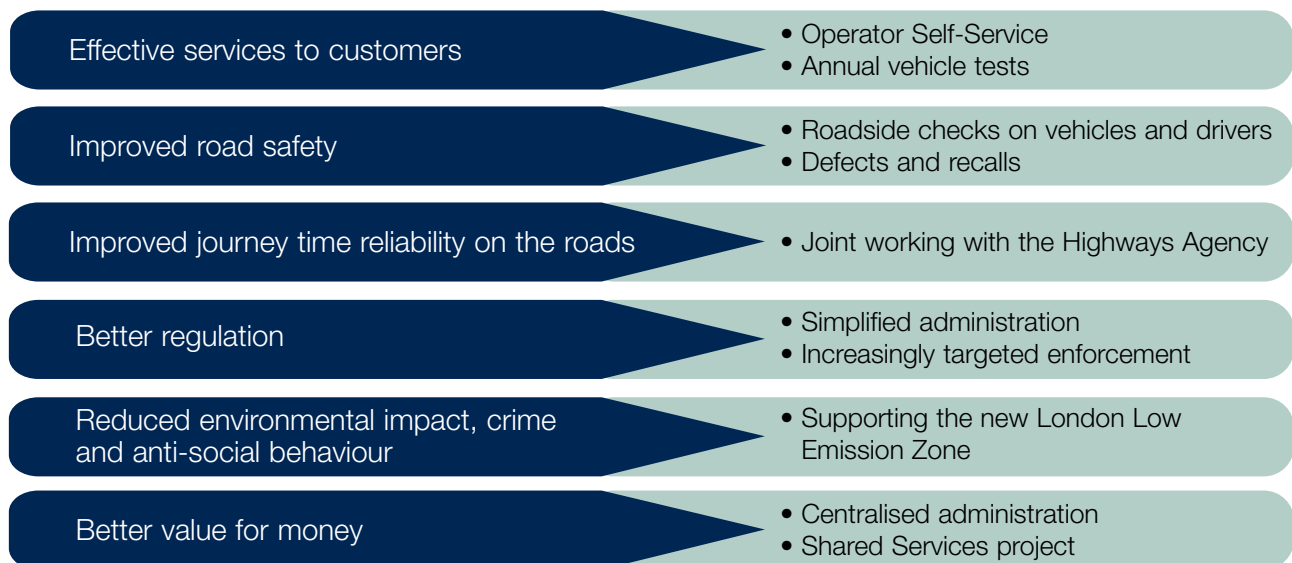 Effective services to customers
• Operator Self-Service
• Annual vehicle tests
Improved road safety
• Roadside checks on vehicles and drivers
• Defects and recalls
Improved journey time reliability on the roads
• Joint working with the Highways Agency
Better regulation
• Simplified administration
• Increasingly targeted enforcement
Reduced environmental impact, crime
and anti-social behaviour
• Supporting the new London Low
Emission Zone
Better value for money
• Centralised administration
• Shared Services project